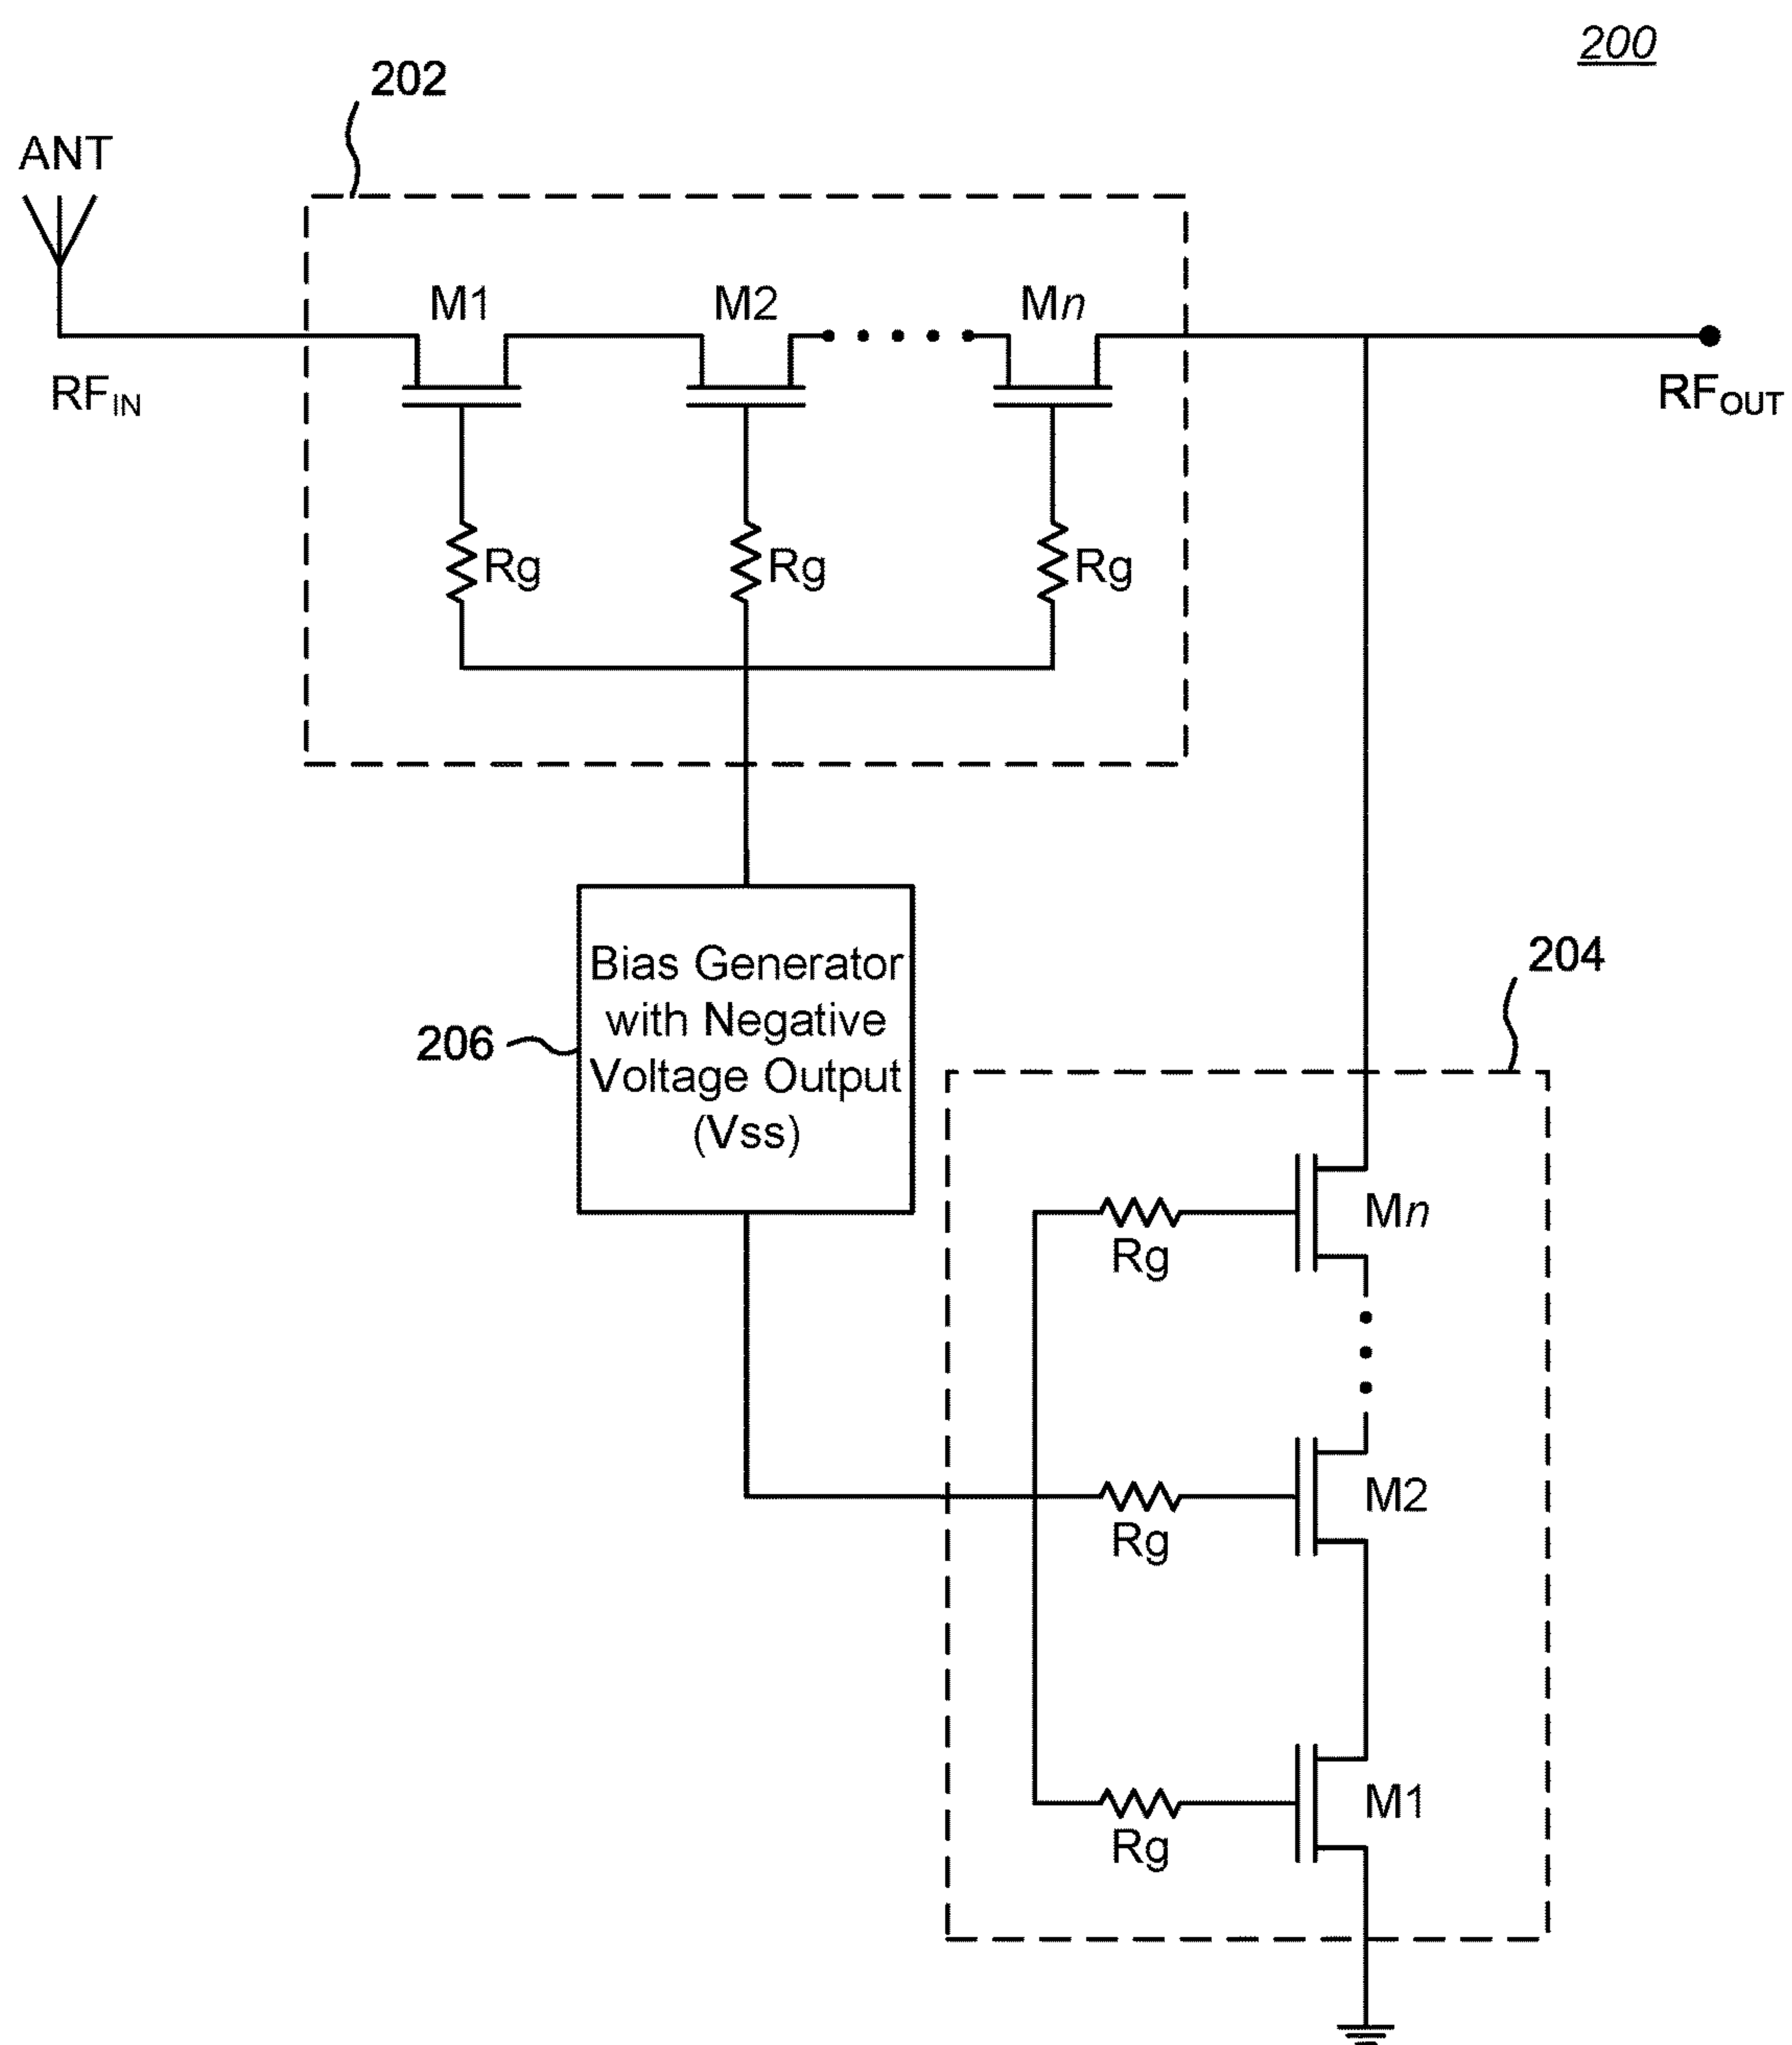 200
202
ANT
M1
M2
Mn
RFIN
RFOUT
Rg
Rg
Rg
Bias Generator
with Negative
Voltage Output
(Vss)
206
204
Mn
Rg
M2
Rg
M1
Rg